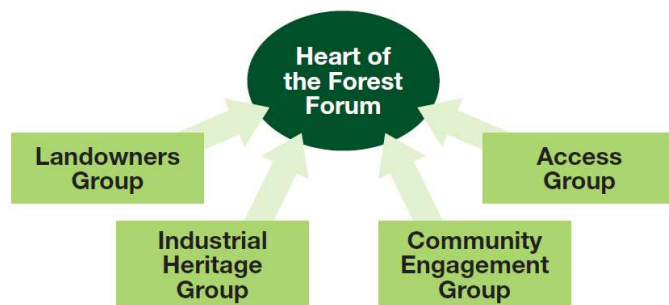 Heart of
the Forest
Forum
Landowners
Group
Access
Group
Industrial
Heritage
Group
Community
Engagement
Group